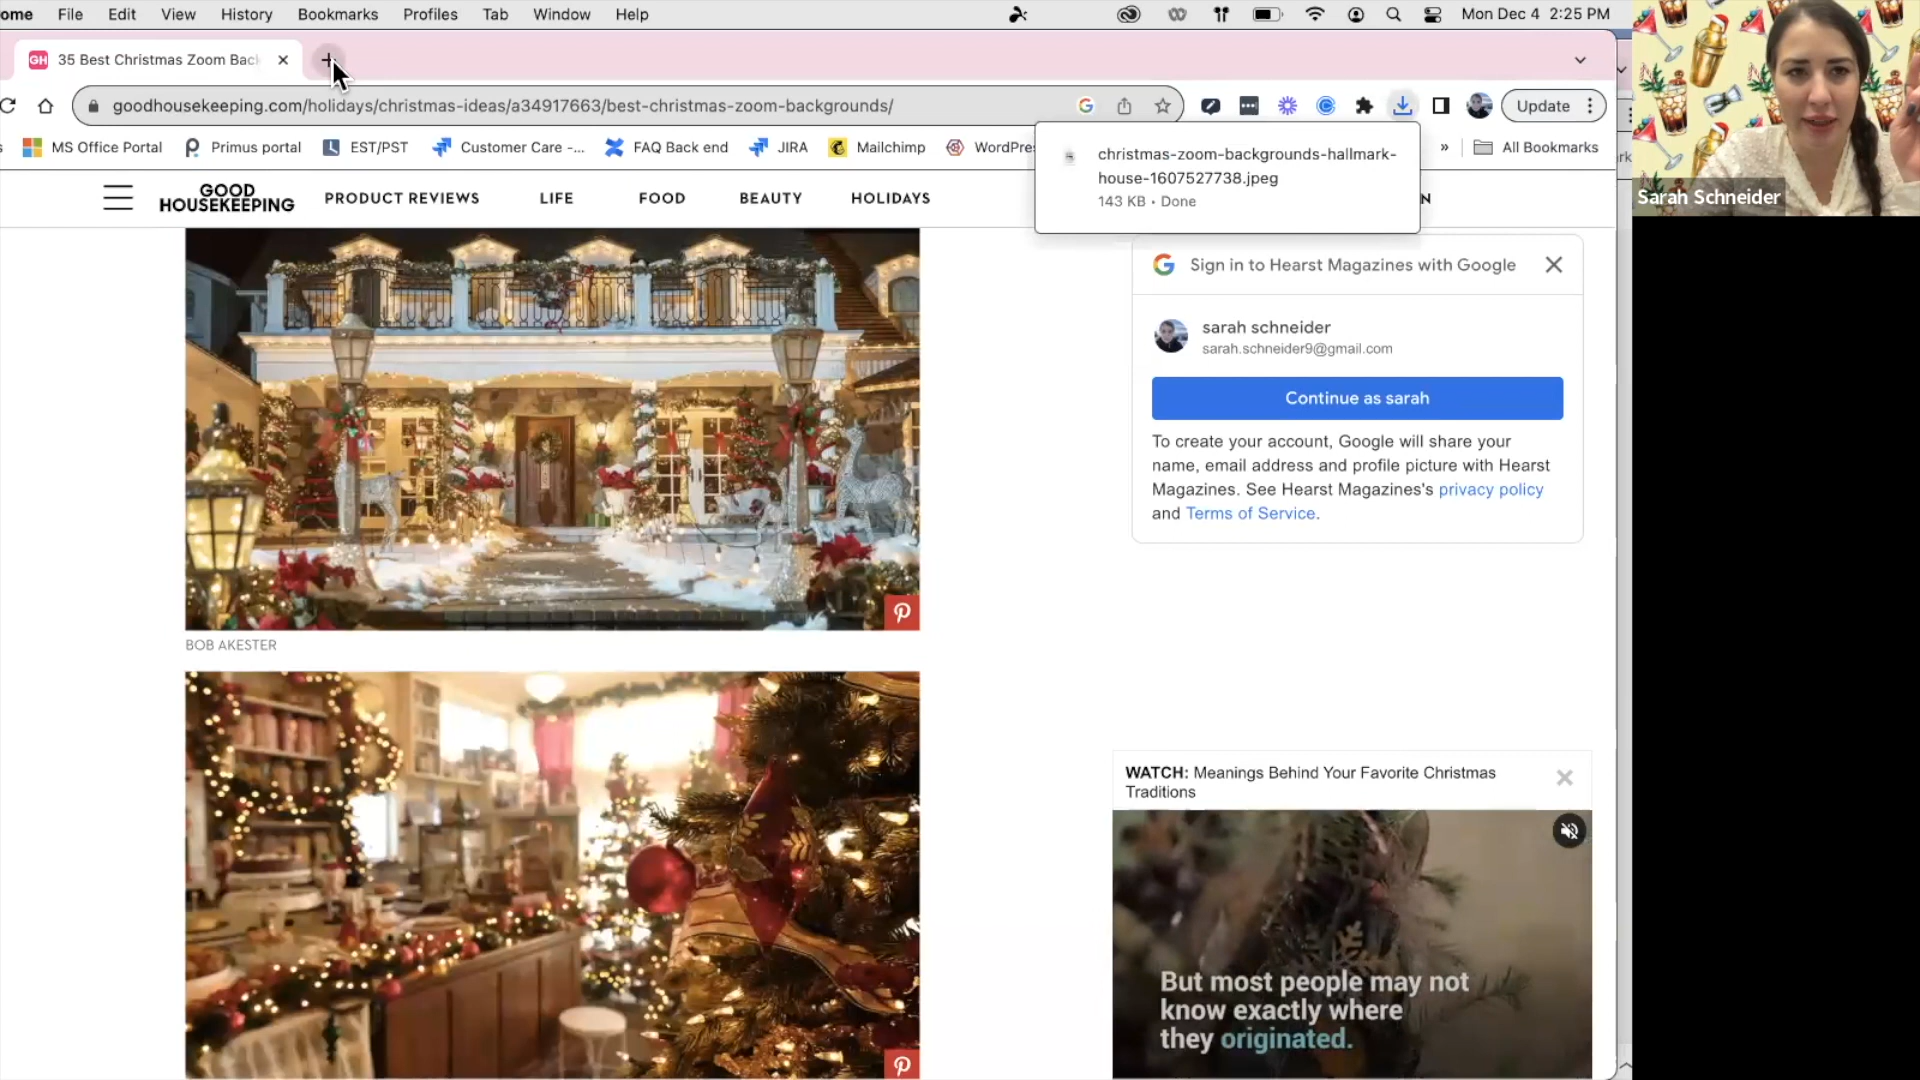 ome File Edit View History Bookmarks Profiles Tab Window Help Mon Dec 4 2:25 PM
GH 35 Best Christmas Zoom Bac
goodhousekeeping.com/holidays/christmas-ideas/a34917663/best-christmas-zoom-backgrounds/ Update
s MS Office Portal Primus portal EST/PST Customer Care -... FAQ Back end JIRA Mailchimp WordPre » All Bookmarks
christmas-zoom-backgrounds-hallmark-
house-1607527738.jpeg
143 KB • Done
GOOD
HOUSEKEEPING
PRODUCT REVIEWS LIFE FOOD BEAUTY HOLIDAYS N
Sarah Schneider
Sign in to Hearst Magazines with Google
sarah schneider
sarah.schneider9@gmail.com
Continue as sarah
To create your account, Google will share your
name, email address and profile picture with Hearst
Magazines. See Hearst Magazines's privacy policy
and Terms of Service.
BOB AKESTER
WATCH: Meanings Behind Your Favorite Christmas
Traditions
But most people may not
know exactly where
they originated.